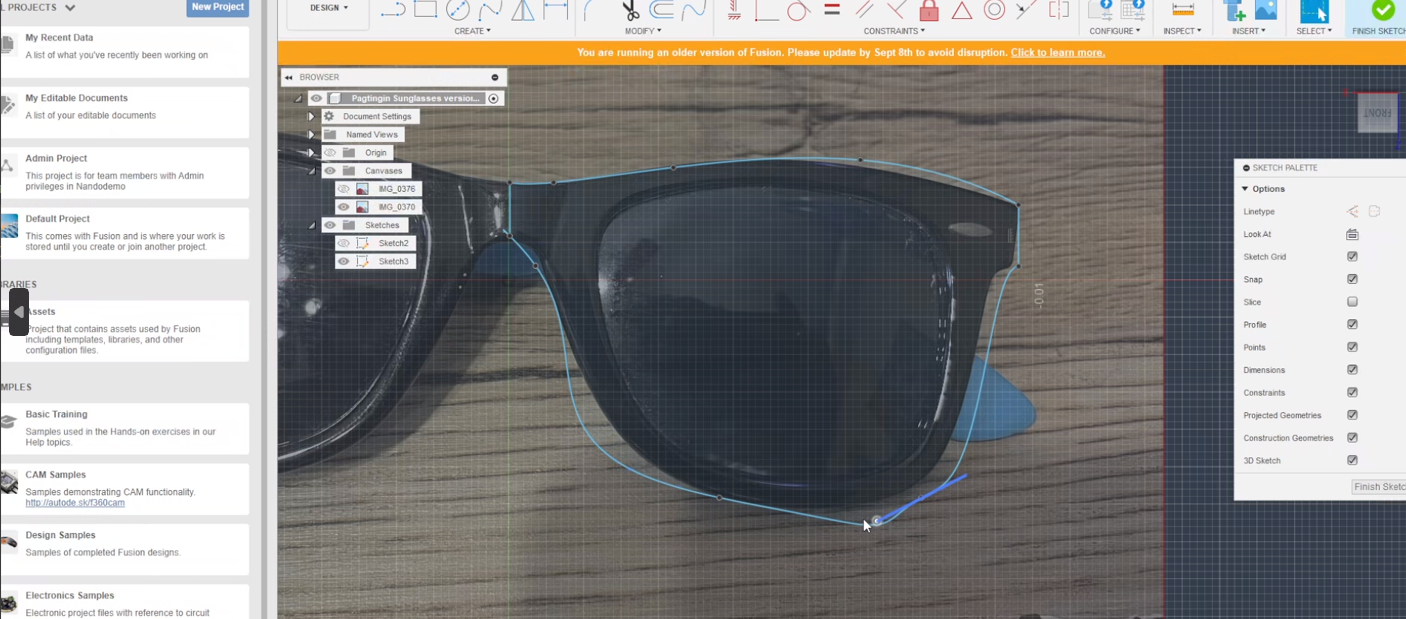 L PROJECTS
New Project
My Recent Data
A list of what you've recently been working on
My Editable Documents
A list of your editable documents
Admin Project
This project is for team members with Admin
privileges in Nandodemo
Default Project
This comes with Fusion and is where your work is
stored until you create or join another project.
BRARIES
Assets
Project that contains assets used by Fusion
including templates, libraries, and other
configuration files.
MPLES
Basic Training
Samples used in the Hands-on exercises in our
Help topics.
CAM Samples
Samples demonstrating CAM functionality.
http://autode.sk/f360cam
Design Samples
Samples of completed Fusion designs.
Electronics Samples
Electronic project files with reference to circuit
DESIGN
CREATE
MODIFY
CONSTRAINTS
CONFIGURE
INSPECT
INSERT
SELECT
FINISH SKETCH
You are running an older version of Fusion. Please update by Sept 8th to avoid disruption. Click to learn more.
BROWSER
Pagtingin Sunglasses version...
Document Settings
Named Views
Origin
Canvases
IMG_0376
IMG_0370
Sketches
Sketch2
Sketch3
-0.01
FRONT
SKETCH PALETTE
Options
Linetype
Look At
Sketch Grid
Snap
Slice
Profile
Points
Dimensions
Constraints
Projected Geometries
Construction Geometries
3D Sketch
Finish Sketc